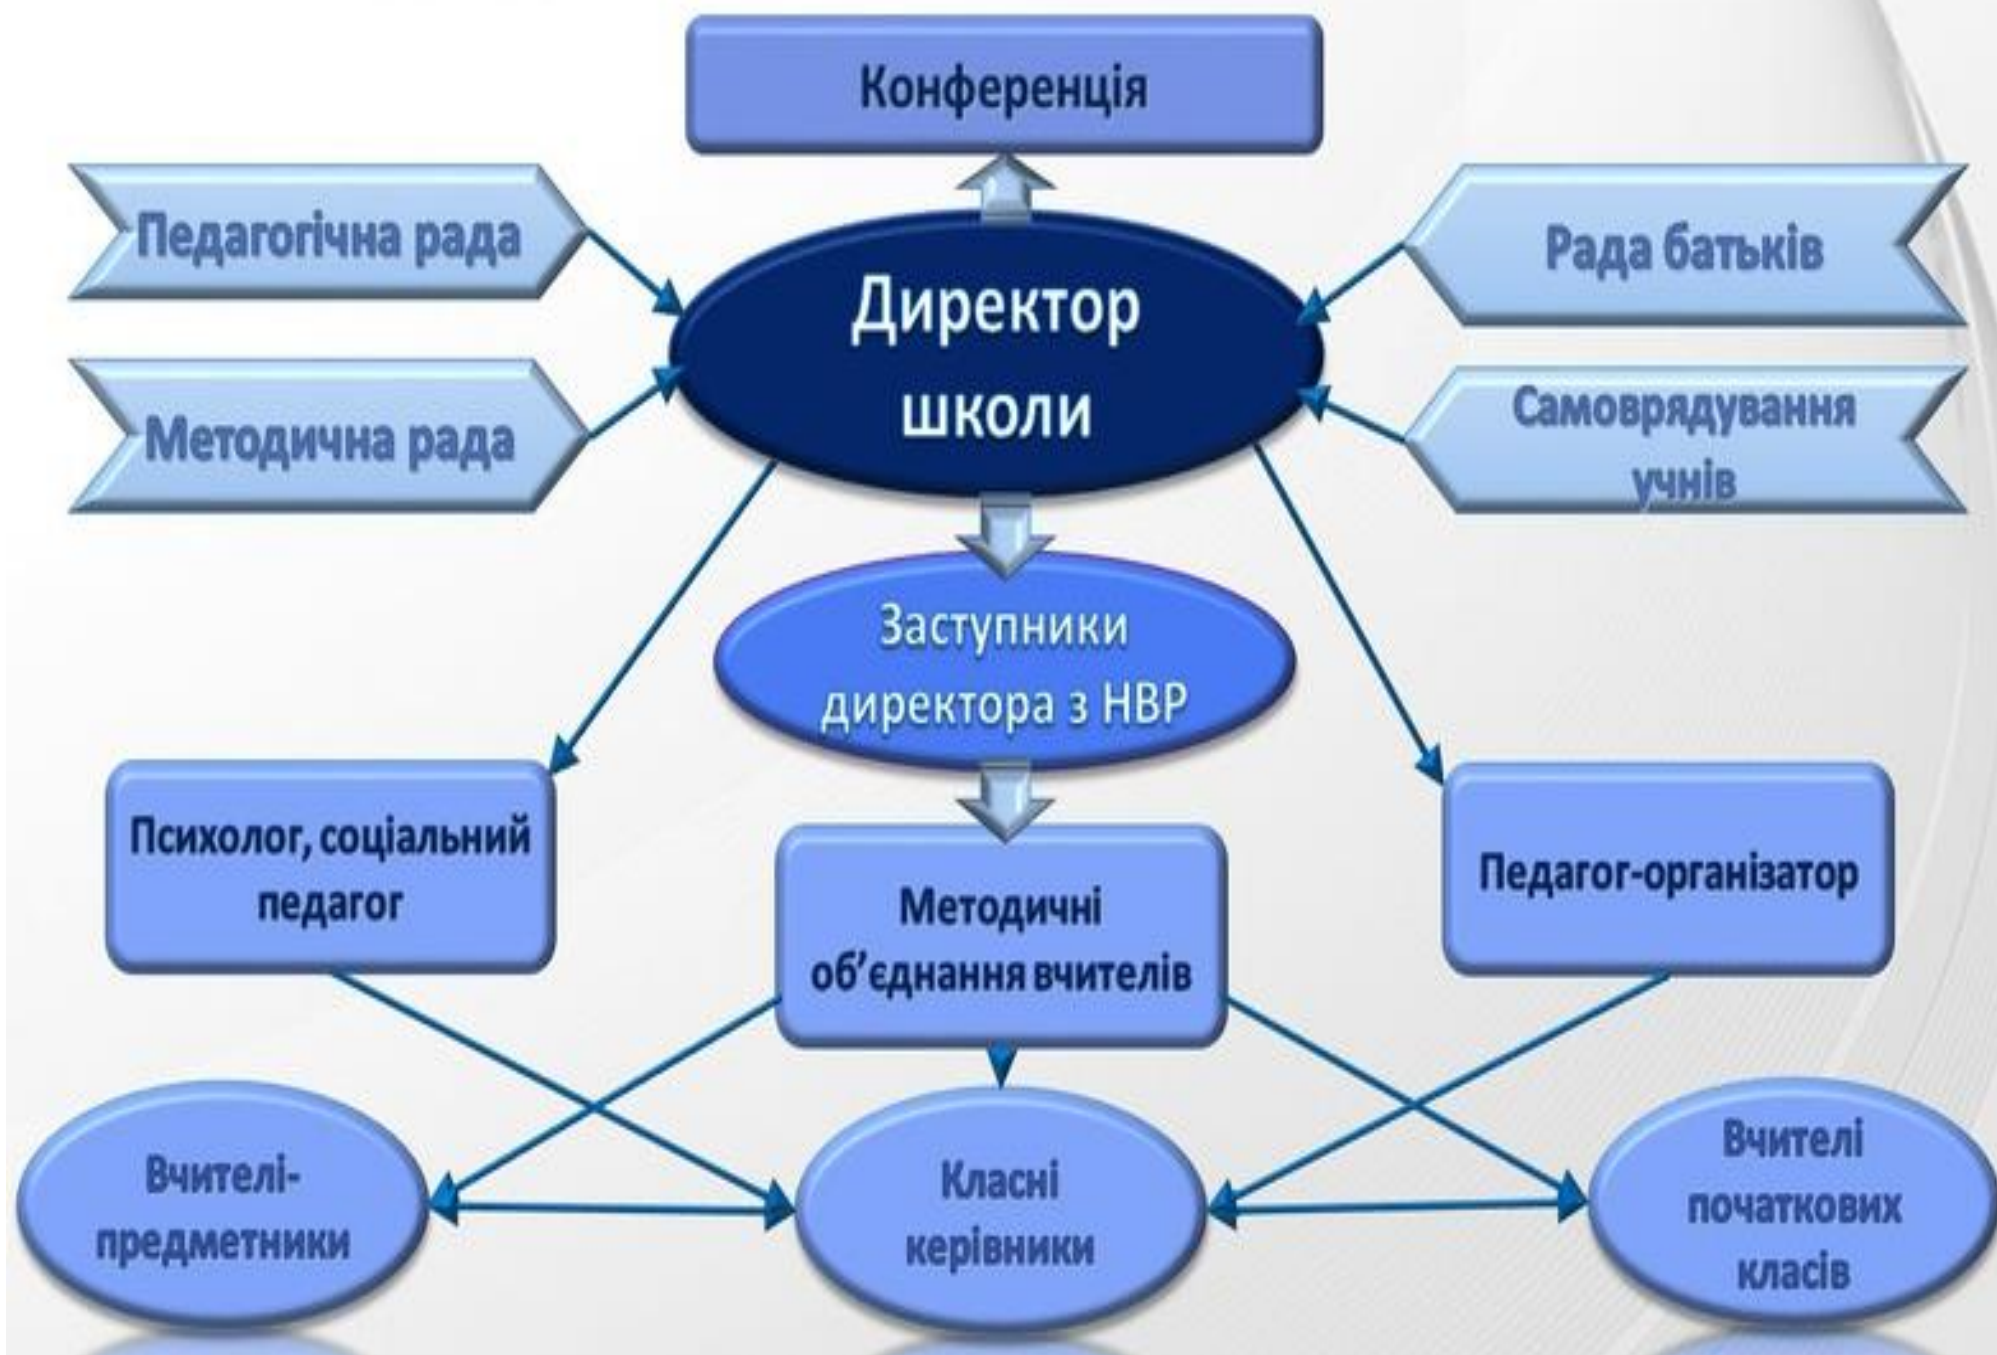 Конференція
Педагогічна рада
Рада батьків
Директор
школи
Методична рада
Самоврядування
учнів
Заступники
директора з НВР
Психолог, соціальний
педагог
Методичні
об’єднання вчителів
Педагог-організатор
Вчителі-
предметники
Класні
керівники
Вчителі
початкових
класів